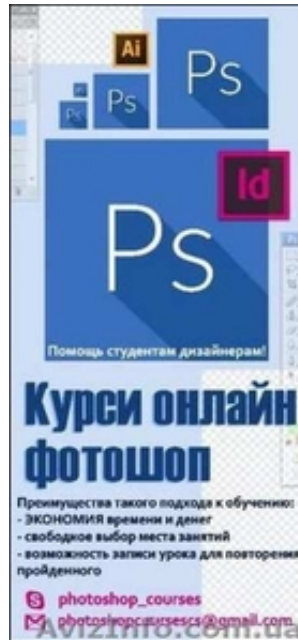 Ai
Ps
Ps
Ps
Ps
Id
Помощь студентам дизайнерам!
Курси онлайн
фотошоп
Преимущества такого подхода к обучению:
- ЭКОНОМИЯ времени и денег
- свободное выбор места занятий
- возможность записи урока для повторения
пройденного
photoshop_courses
photoshopcoursescs@gmail.com
AvizInfo.com.ua